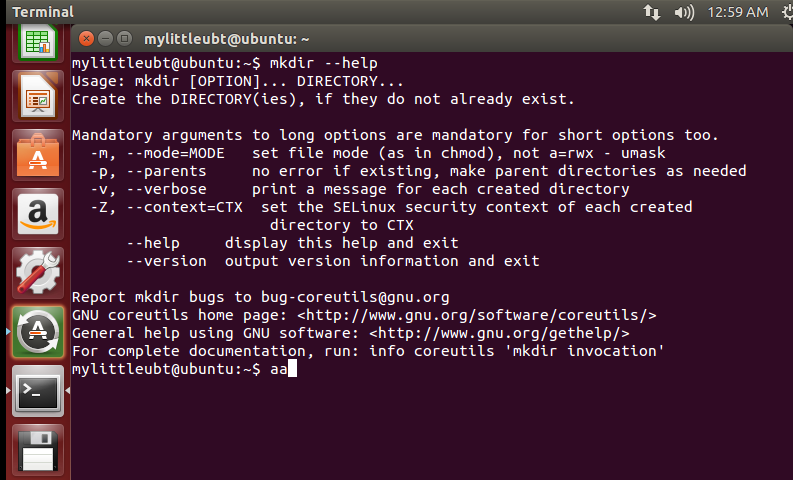 Terminal
12:59 AM
mylittleubt@ubuntu: ~
mylittleubt@ubuntu:~$ mkdir --help
Usage: mkdir [OPTION]... DIRECTORY...
Create the DIRECTORY(ies), if they do not already exist.
Mandatory arguments to long options are mandatory for short options too.
-m, --mode=MODE   set file mode (as in chmod), not a=rwx - umask
-p, --parents     no error if existing, make parent directories as needed
-v, --verbose     print a message for each created directory
-Z, --context=CTX  set the SELinux security context of each created
directory to CTX
--help     display this help and exit
--version  output version information and exit
Report mkdir bugs to bug-coreutils@gnu.org
GNU coreutils home page: <http://www.gnu.org/software/coreutils/>
General help using GNU software: <http://www.gnu.org/gethelp/>
For complete documentation, run: info coreutils 'mkdir invocation'
mylittleubt@ubuntu:~$ aa